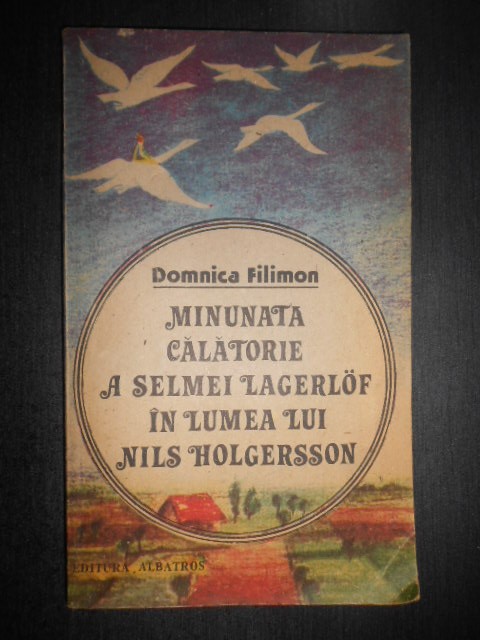 Domnica Filimon
MINUNATA
CĂLĂTORIE
A SELMEI LAGERLÖF
ÎN LUMEA LUI
NILS HOLGERSSON
EDITURA ALBATROS